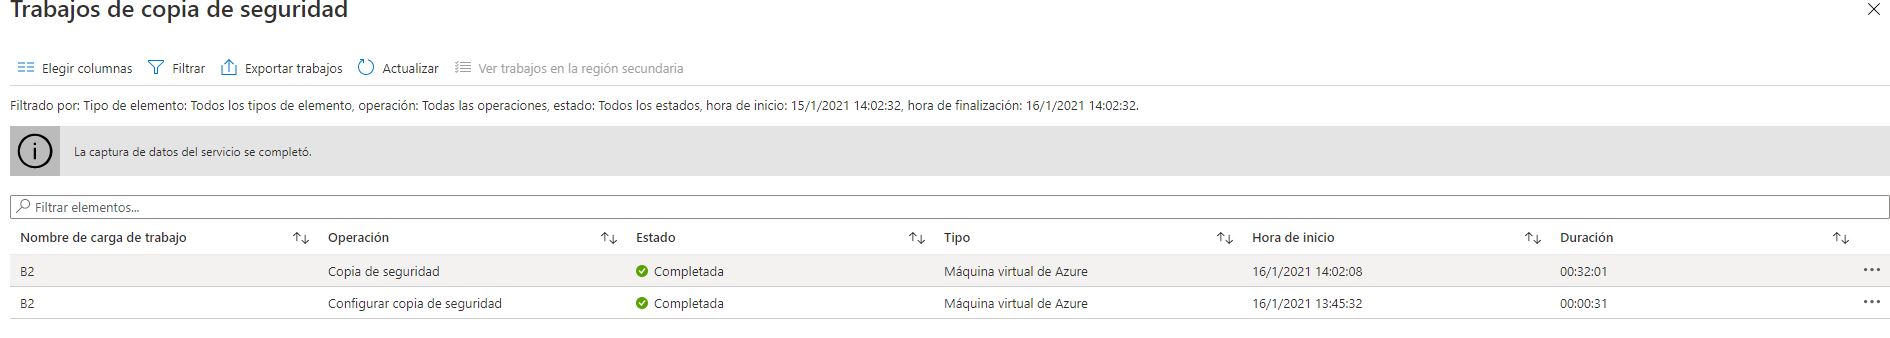 Trabajos de copia de seguridad
Elegir columnas Filtrar Exportar trabajos Actualizar Ver trabajos en la región secundaria
Filtrado por: Tipo de elemento: Todos los tipos de elemento, operación: Todas las operaciones, estado: Todos los estados, hora de inicio: 15/1/2021 14:02:32, hora de finalización: 16/1/2021 14:02:32.
La captura de datos del servicio se completó.
Filtrar elementos...
Nombre de carga de trabajo Operación Estado Tipo Hora de inicio Duración
B2 Copia de seguridad Completada Máquina virtual de Azure 16/1/2021 14:02:08 00:32:01
B2 Configurar copia de seguridad Completada Máquina virtual de Azure 16/1/2021 13:45:32 00:00:31